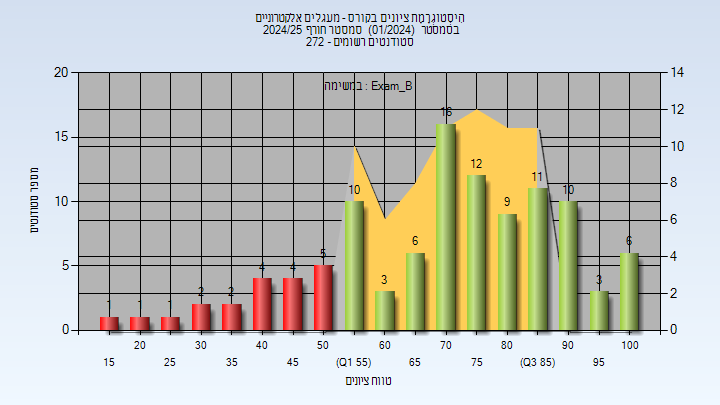 היסטוגרמת ציונים בקורס - מעגלים אלקטרוניים
בסמסטר (01/2024) סמסטר חורף 2024/25
סטודנטים רשומים - 272
במשימה : Exam_B
מספר סטודנטים
20
15
10
5
0
14
12
10
8
6
4
2
0
1 1 1 2 2 4 4 5 10 3 6 16 12 9 11 10 3 6
20 30 40 50 60 70 80 90 100
15 25 35 45 (Q1 55) 65 75 (Q3 85) 95
טווח ציונים